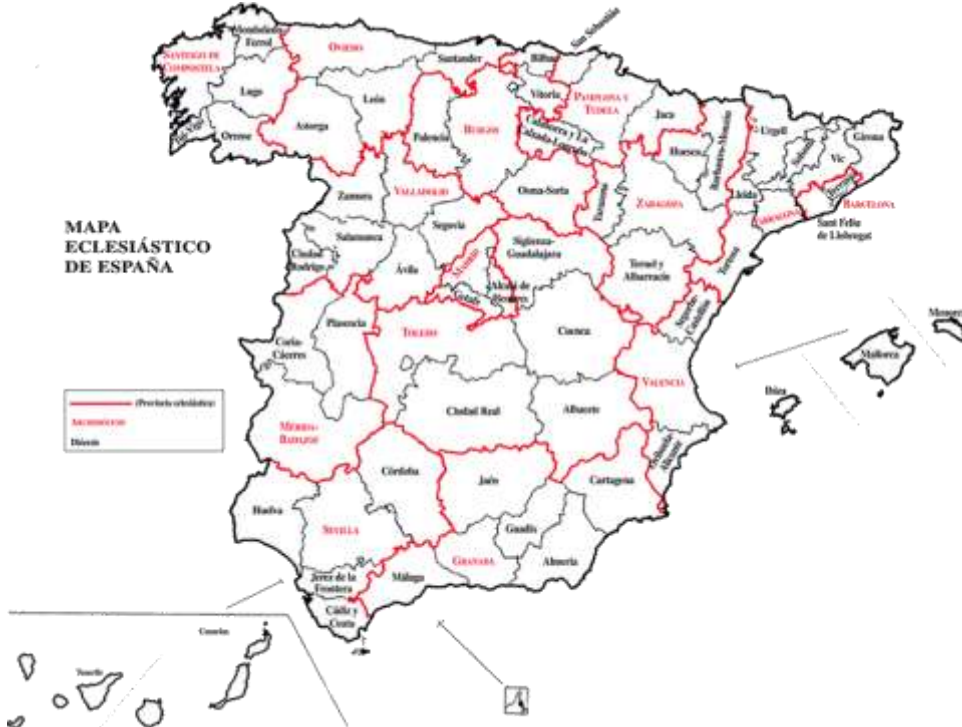 San Sebastián
Mondoñedo
Ferrol
OVIEDO
Santander
Bilbao
SANTIAGO DE
COMPOSTELA
Lugo
León
Vitoria
PAMPLONA Y
TUDELA
Jaca
Urgell
Girona
Orense
Astorga
Palencia
BURGOS
Calahorra y La
Calzada-Logroño
Huesca
Barbastro-Monzón
Solsona
Vic
Zamora
VALLADOLID
Osma-Soria
Tarazona
ZARAGOZA
Lleida
TARRAGONA
BARCELONA
Sant Feliu
de Llobregat
MAPA
ECLESIÁSTICO
DE ESPAÑA
Salamanca
Segovia
Ciudad
Rodrigo
Ávila
MADRID
Sigüenza-
Guadalajara
Alcalá de
Henares
Getafe
Teruel y
Albarracín
Tortosa
Segorbe-
Castellón
Menorca
Mallorca
Ibiza
Plasencia
TOLEDO
Cuenca
Coria-
Cáceres
VALENCIA
(Provincia eclesiástica)
ARZOBISPADO
Diócesis
MÉRIDA-
BADAJOZ
Ciudad Real
Albacete
Orihuela-
Alicante
Córdoba
Jaén
Cartagena
Huelva
SEVILLA
Guadix
GRANADA
Almería
Jerez de la
Frontera
Málaga
Cádiz y
Ceuta
Canarias
Tenerife